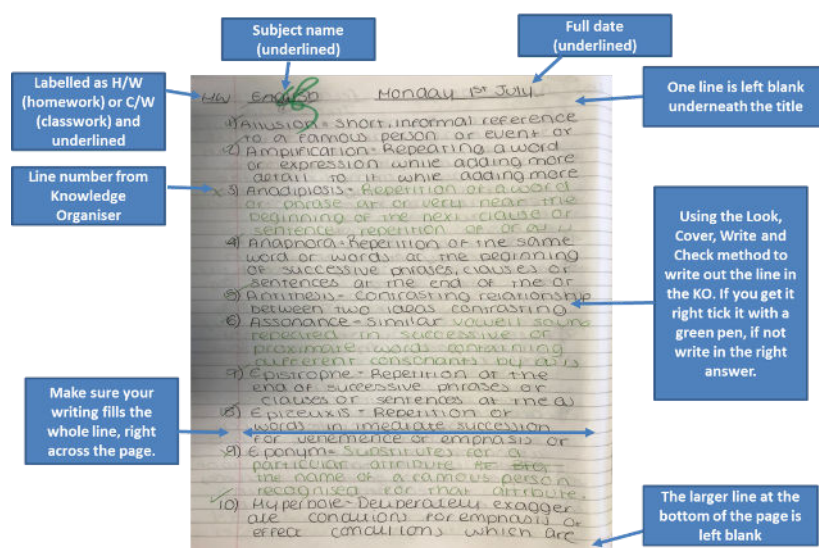 Subject name
(underlined)
Full date
(underlined)
Labelled as H/W
(homework) or C/W
(classwork) and
underlined
One line is left blank
underneath the title
Line number from
Knowledge
Organiser
Using the Look,
Cover, Write and
Check method to
write out the line in
the KO. If you get it
right tick it with a
green pen, if not
write in the right
answer.
Make sure your
writing fills the
whole line, right
across the page.
The larger line at the
bottom of the page is
left blank
H/W English Monday 1st July
1) Allusion = short, informal reference
to a famous person or event or
2) Amplification - Repeating a word
or expression while adding more
detail to it while adding more
3) Anadiplosis - Repetition of a word
or phrase at or very near the
beginning of the next clause or
sentence repetition of
4) Anaphora - Repetition of the same
word or words at the beginning
of successive phrases, clauses or
sentences at the end of the or
5) Antithesis - contrasting relationship
between two ideas contrasting
6) Assonance - similar vowell sound
repeated in successive or
proximate words containing
different consonants by
7) Epistrophe - Repetition at the
end of successive phrases or
clauses or sentences at the
8) Epizeuxis - Repetition of
words in imediate succession
for venemence or emphasis or
9) Eponym = Substitutes for a
particular attribute
the name of a famous person
recognised for that attribute.
10) Hyperbole - Deliberately exagger
ate conditions for emphasis or
effect conditions which are